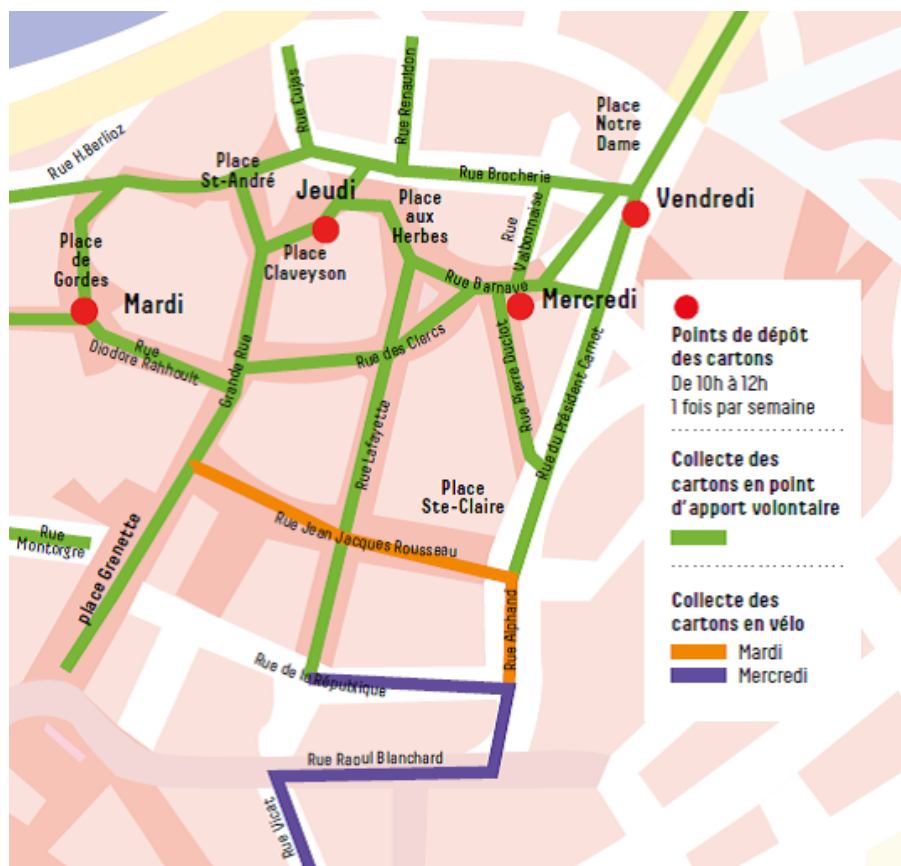 Rue Cujas
Rue Renauldon
Place
Notre
Dame
Rue H.Berlioz
Place
St-André
Rue Brocherie
Jeudi
Place
aux
Herbes
Rue
Valbonnaise
Vendredi
Place
de
Gordes
Place
Claveyson
Rue Barnave
Mardi
Mercredi
Rue
Diodore Rahhoult
Grande Rue
Rue des Clercs
Rue Pierre Duclot
Rue du Président Carnot
Rue Lafayette
Place
Ste-Claire
Rue Jean Jacques Rousseau
Rue
Montorge
place Grenette
Rue Alphand
Rue de la République
Rue Raoul Blanchard
Rue Vicat
Points de dépôt
des cartons
De 10h à 12h
1 fois par semaine
Collecte des
cartons en point
d'apport volontaire
Collecte des
cartons en vélo
Mardi
Mercredi